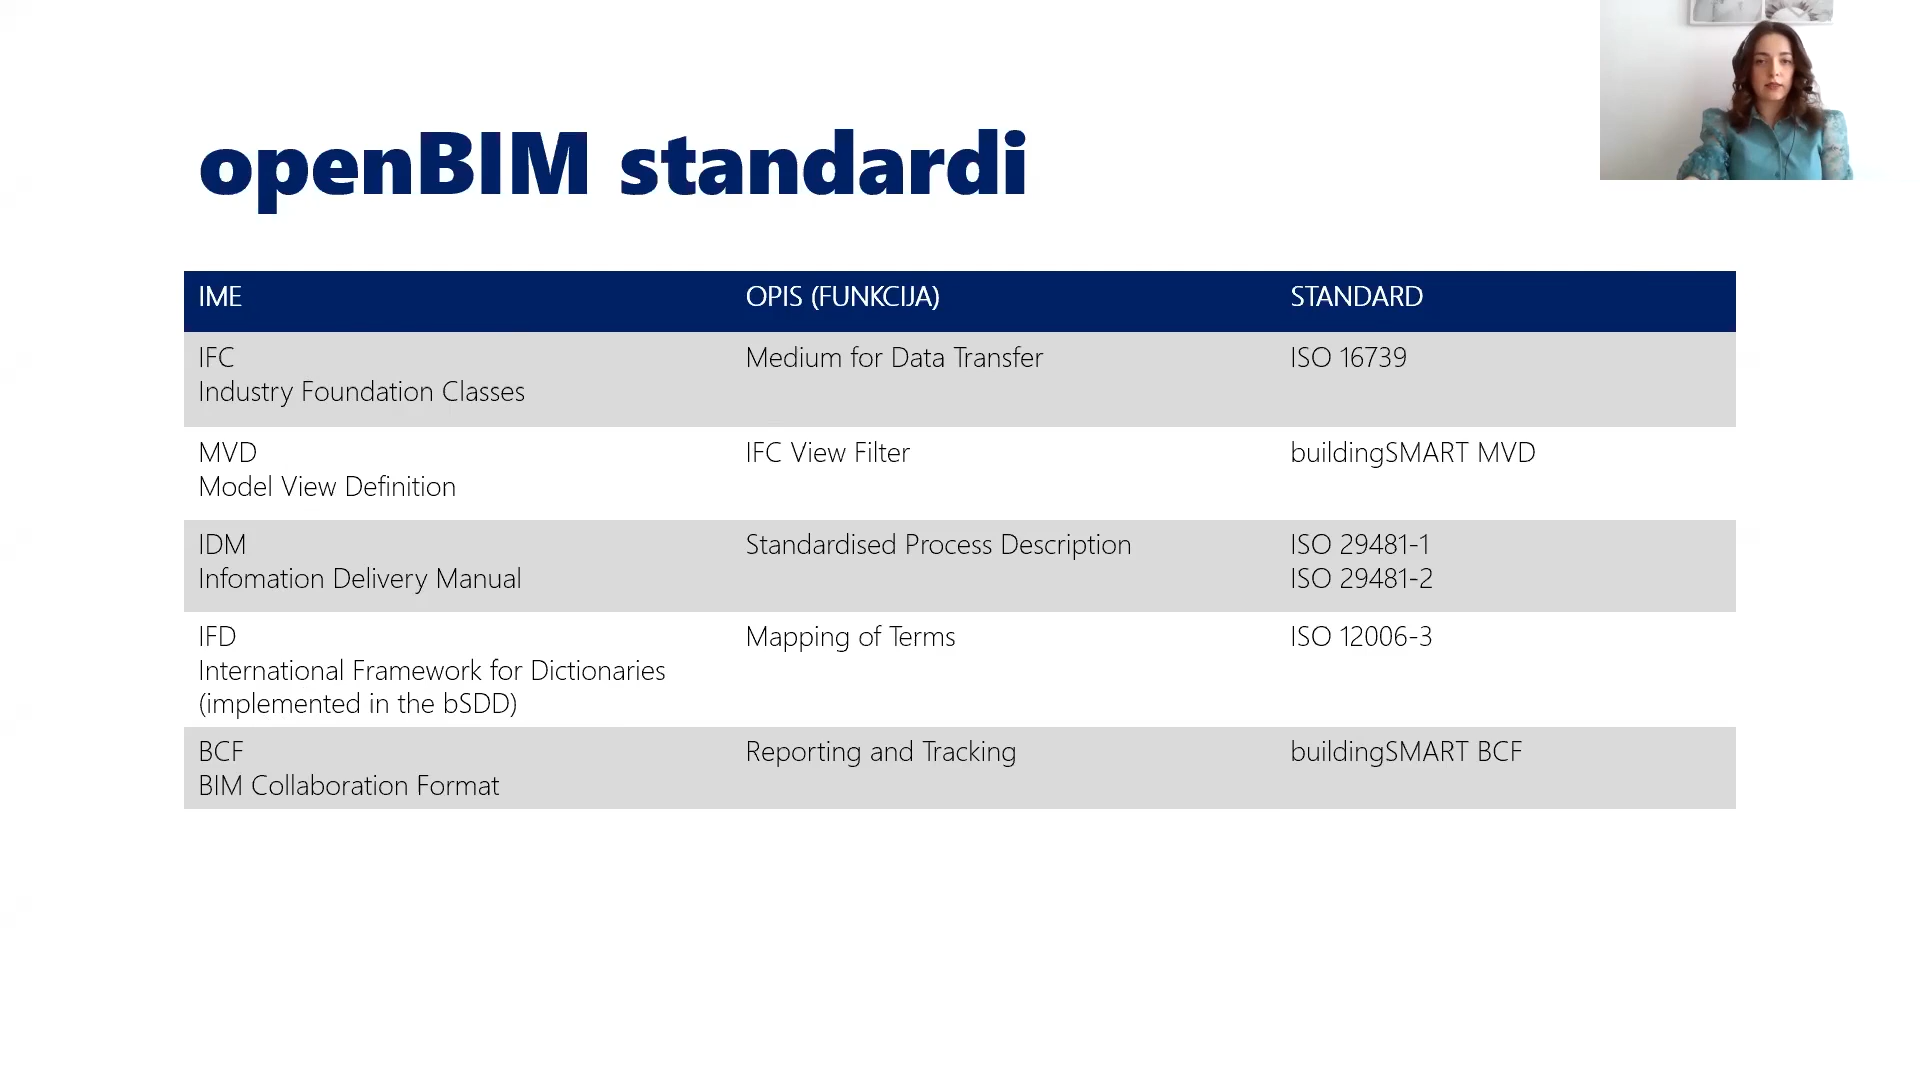 openBIM standardi
IME OPIS (FUNKCIJA) STANDARD
IFC Medium for Data Transfer ISO 16739
Industry Foundation Classes
MVD IFC View Filter buildingSMART MVD
Model View Definition
IDM Standardised Process Description ISO 29481-1
Infomation Delivery Manual ISO 29481-2
IFD Mapping of Terms ISO 12006-3
International Framework for Dictionaries
(implemented in the bSDD)
BCF Reporting and Tracking buildingSMART BCF
BIM Collaboration Format